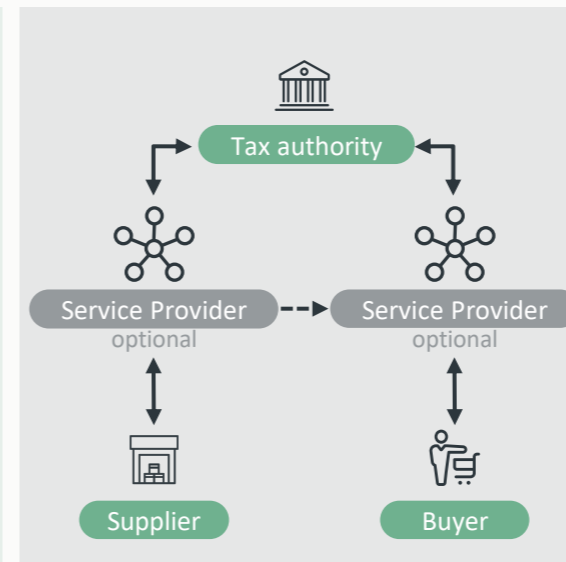 Tax authority
Service Provider
optional
Service Provider
optional
Supplier
Buyer